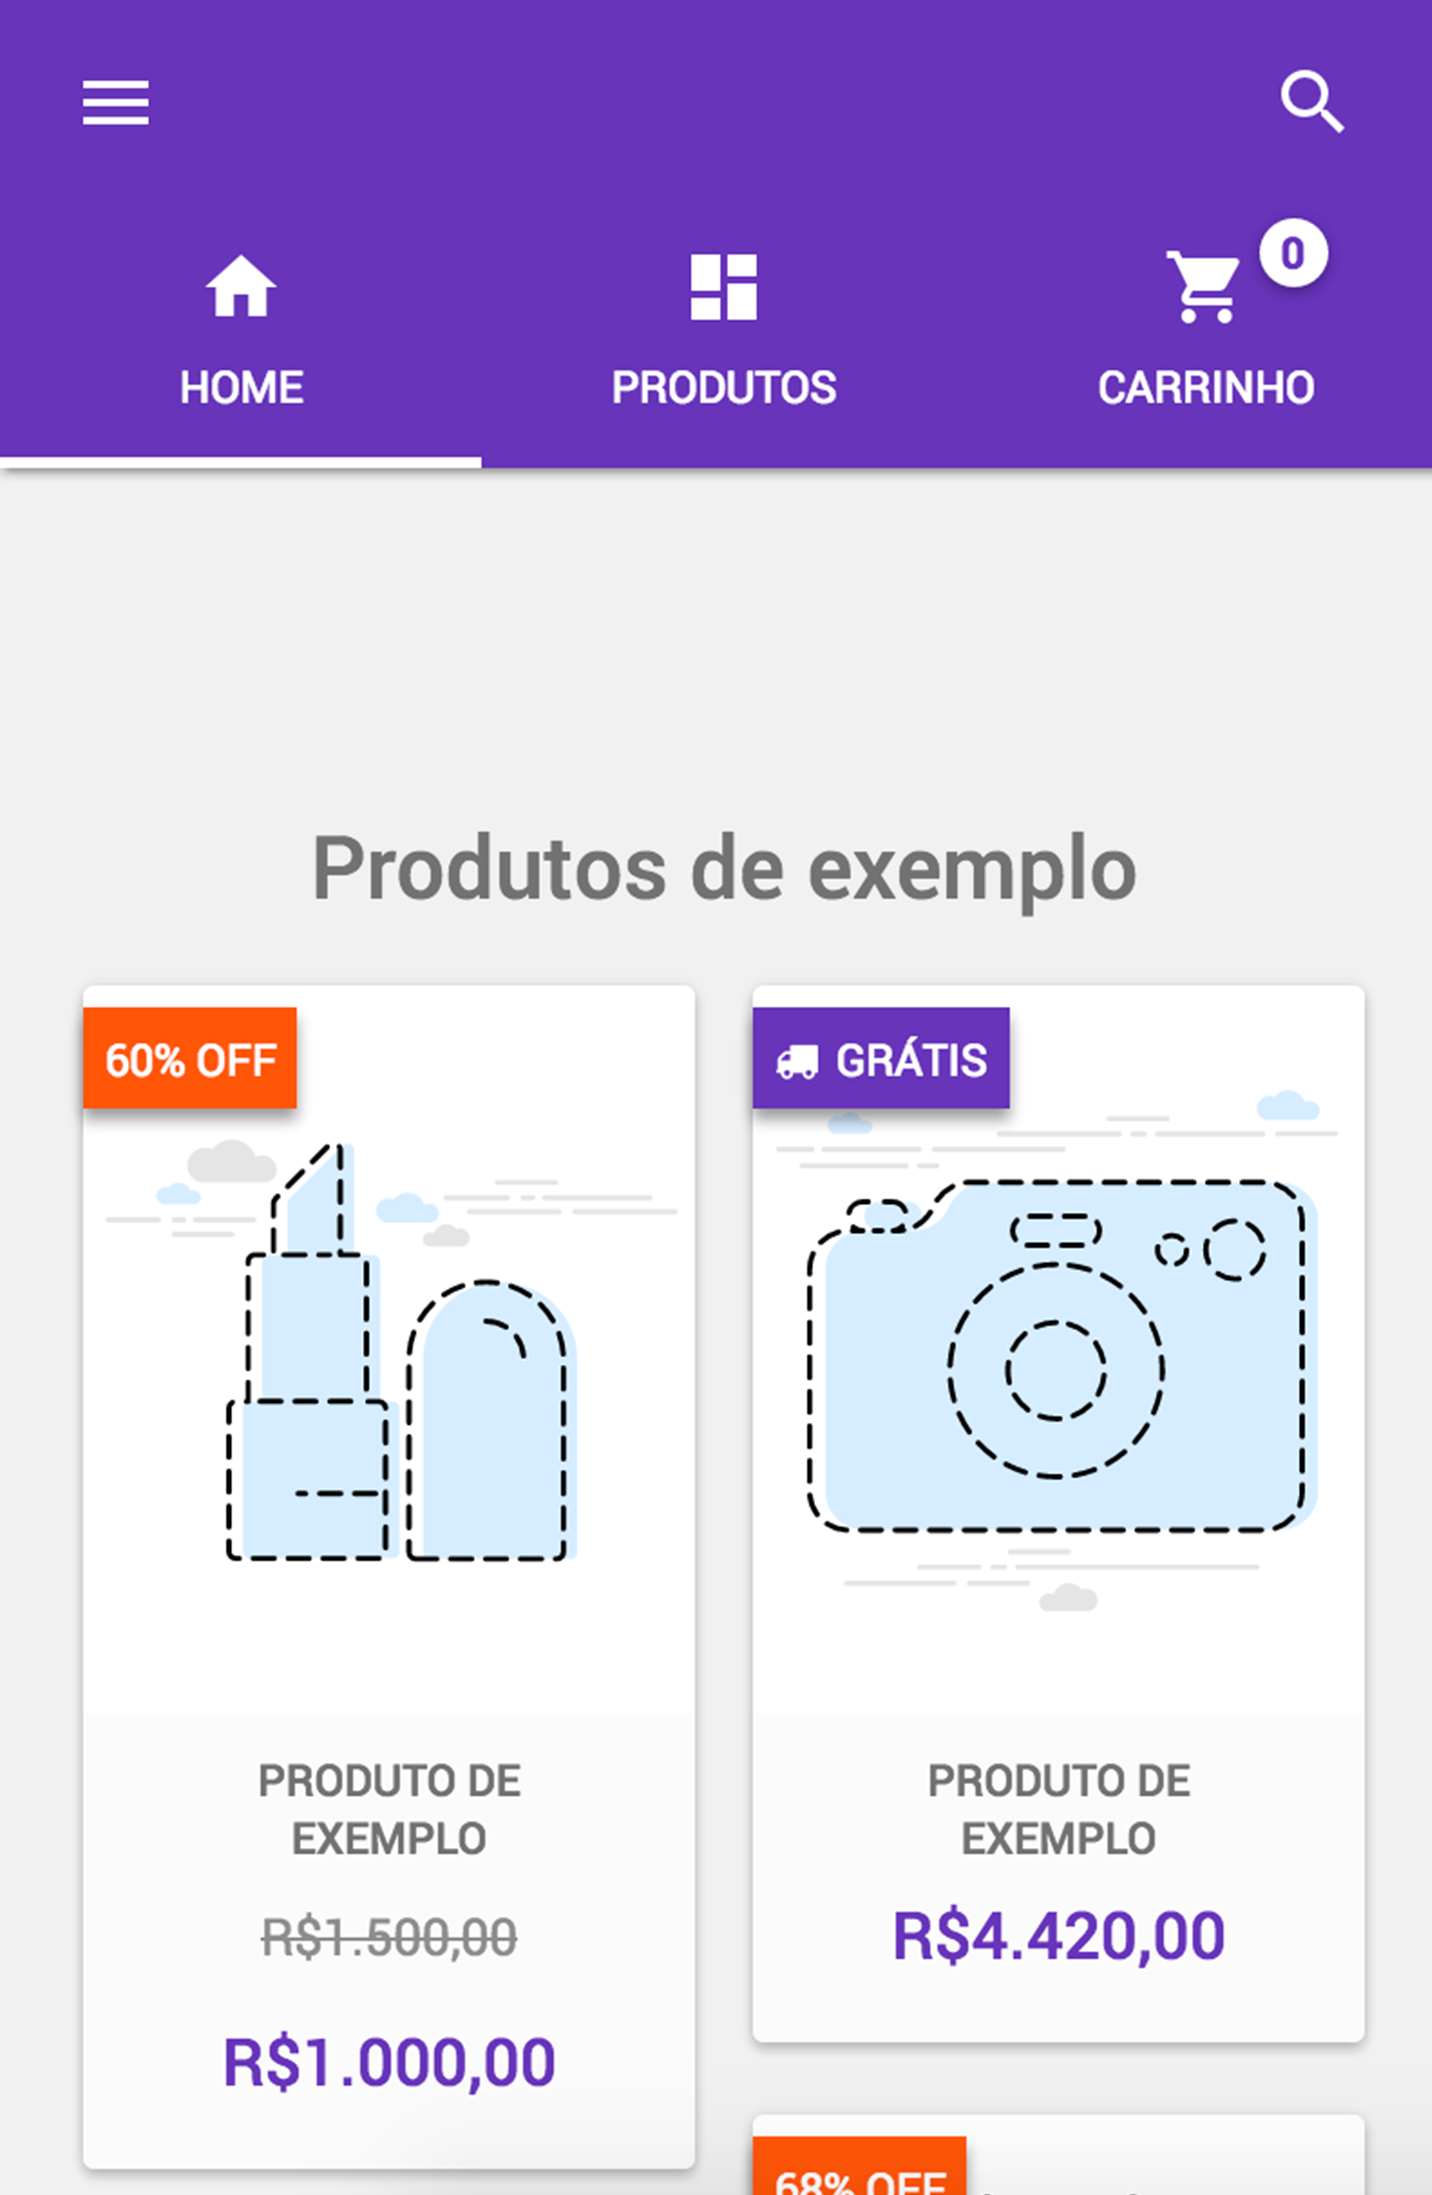 0
HOME
PRODUTOS
CARRINHO
Produtos de exemplo
60% OFF
PRODUTO DE
EXEMPLO
R$1.500,00
R$1.000,00
GRÁTIS
PRODUTO DE
EXEMPLO
R$4.420,00
68% OFF